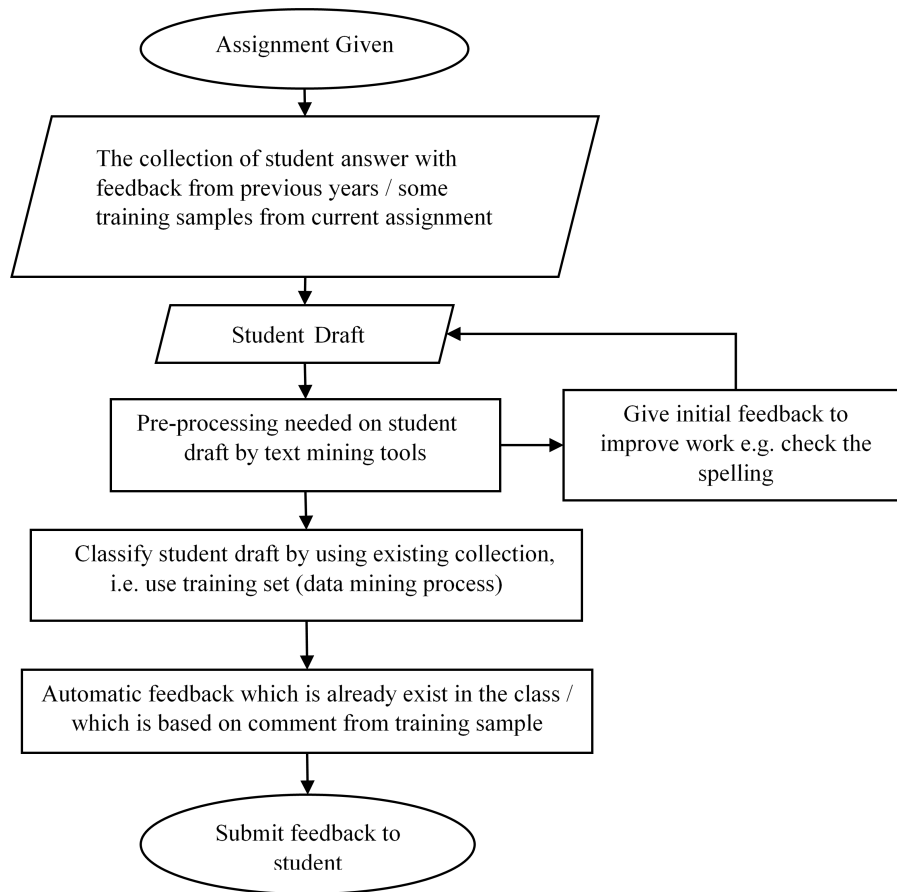 Assignment Given
The collection of student answer with
feedback from previous years / some
training samples from current assignment
Student Draft
Pre-processing needed on student
draft by text mining tools
Give initial feedback to
improve work e.g. check the
spelling
Classify student draft by using existing collection,
i.e. use training set (data mining process)
Automatic feedback which is already exist in the class /
which is based on comment from training sample
Submit feedback to
student